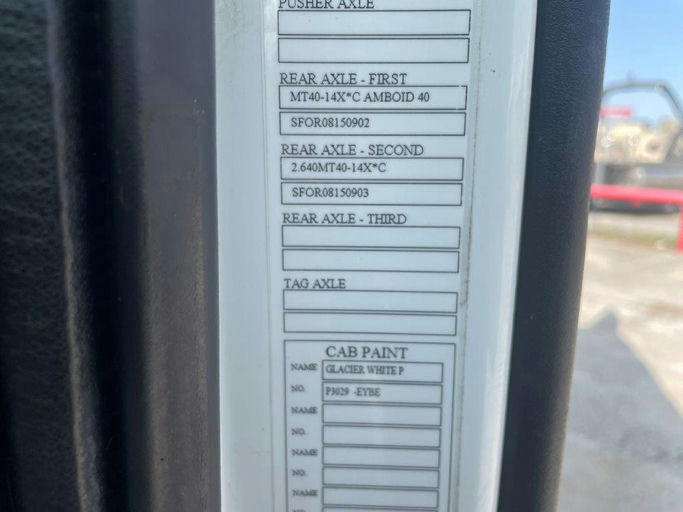 PUSHER AXLE
REAR AXLE - FIRST
MT40-14X*C AMBOID 40
SFOR08150902
REAR AXLE - SECOND
2.640MT40-14X*C
SFOR08150903
REAR AXLE - THIRD
TAG AXLE
CAB PAINT
NAME GLACIER WHITE P
NO. P3029 -EYBE
NAME
NO.
NAME
NO.
NAME
NO.